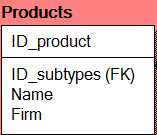 Products
ID_product
ID_subtypes (FK)
Name
Firm